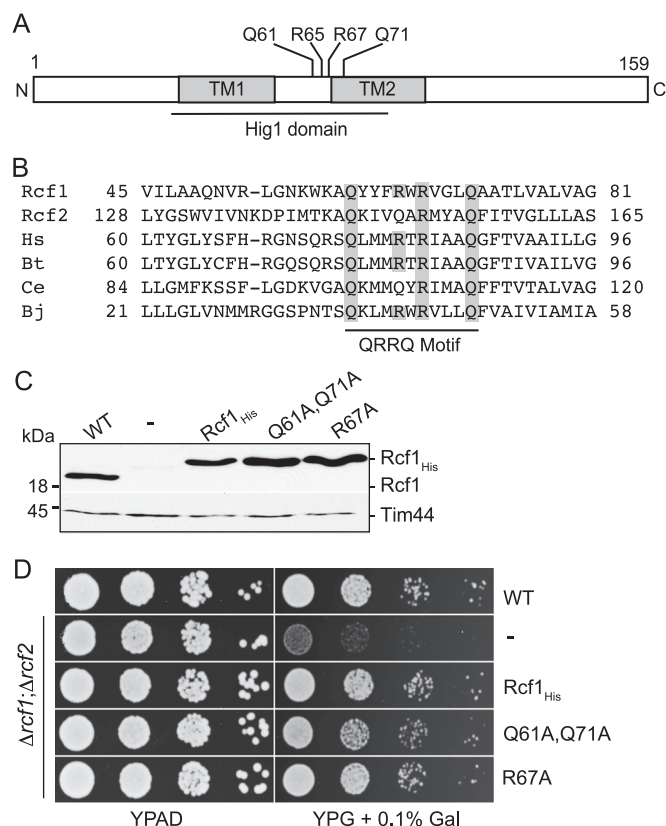 A
Q61 R65 R67 Q71
1 159
N TM1 TM2 C
Hig1 domain
B
Rcf1 45 VILAAQNVR-LGNKWKAQYYFRWRVGLQAATLVALVAG 81
Rcf2 128 LYGSWVIVNKDPIMTKAQKIVQARMYAQFITVGLLLAS 165
Hs 60 LTYGLYSFH-RGNSQRSQLMMRTRIAAQGFTVAAILLG 96
Bt 60 LTYGLYCFH-RGQSQRSQLMMRTRIAAQGFTIVAILVG 96
Ce 84 LLGMFKSSF-LGDKVGAQKMMQYRIMAQFFTVTALVAG 120
Bj 21 LLLGLVNMMRGGSPNTSQKLMRWRVLLQFVAIVIAMIA 58
QRRQ Motif
C
kDa WT - Rcf1His Q61A,Q71A R67A
Rcf1His
18 Rcf1
45 Tim44
D
WT
-
Δrcf1;Δrcf2
Rcf1His
Q61A,Q71A
R67A
YPAD YPG + 0.1% Gal